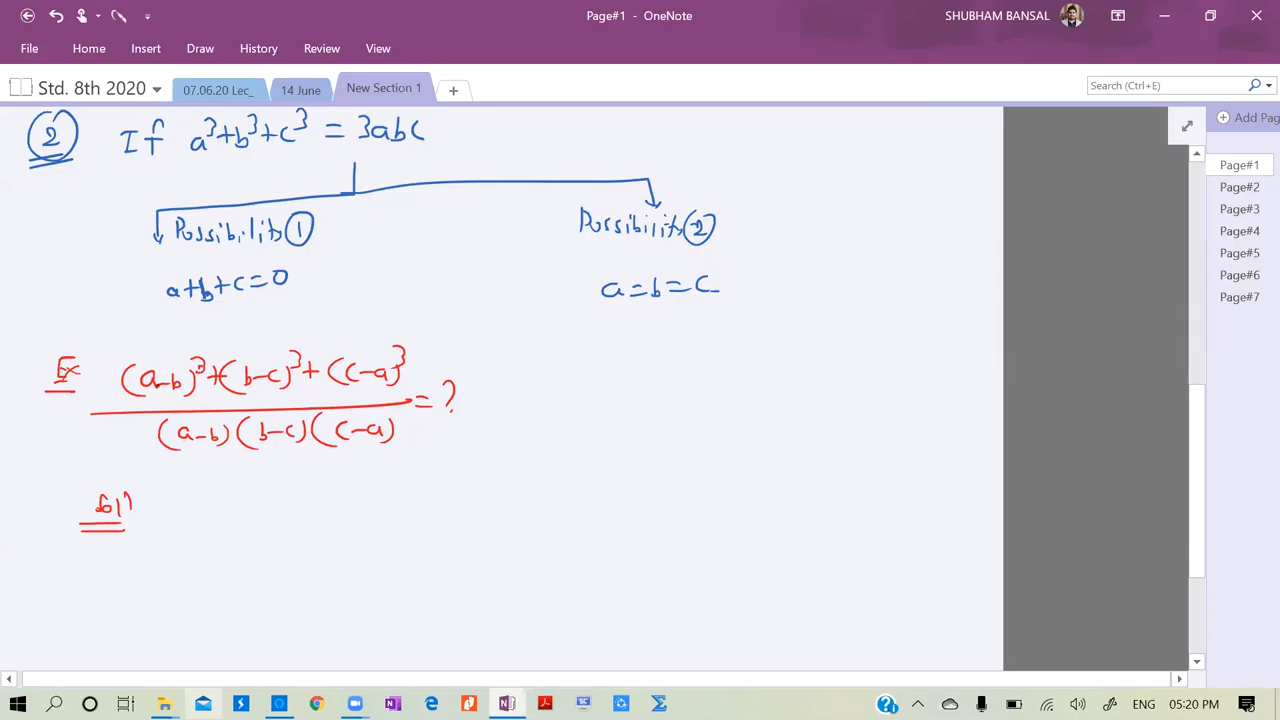 Page#1 - OneNote
SHUBHAM BANSAL
File Home Insert Draw History Review View
Std. 8th 2020
07.06.20 Lec_
14 June
New Section 1
Search (Ctrl+E)
② If a³+b³+c³ = 3abc
Possibility ①
Possibility ②
a+b+c=0
a=b=c
Ex (a-b)³+(b-c)³+(c-a)³
= ?
(a-b)(b-c)(c-a)
Solⁿ
Add Pag
Page#1
Page#2
Page#3
Page#4
Page#5
Page#6
Page#7
ENG 05:20 PM